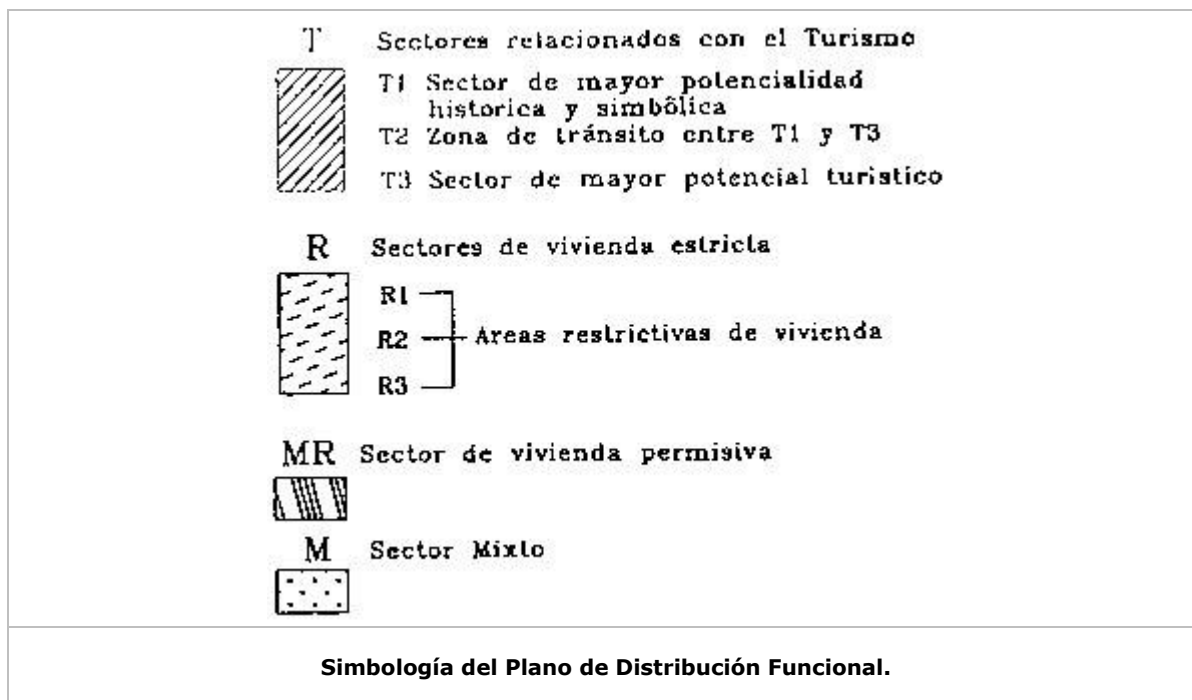 T Sectores relacionados con el Turismo
T1 Sector de mayor potencialidad
historica y simbôlica
T2 Zona de tránsito entre T1 y T3
T3 Sector de mayor potencial turistico
R Sectores de vivienda estricta
R1
R2 Areas restrictivas de vivienda
R3
MR Sector de vivienda permisiva
M Sector Mixto
Simbología del Plano de Distribución Funcional.